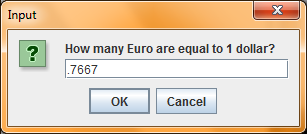 Input
?
How many Euro are equal to 1 dollar?
.7667
OK Cancel